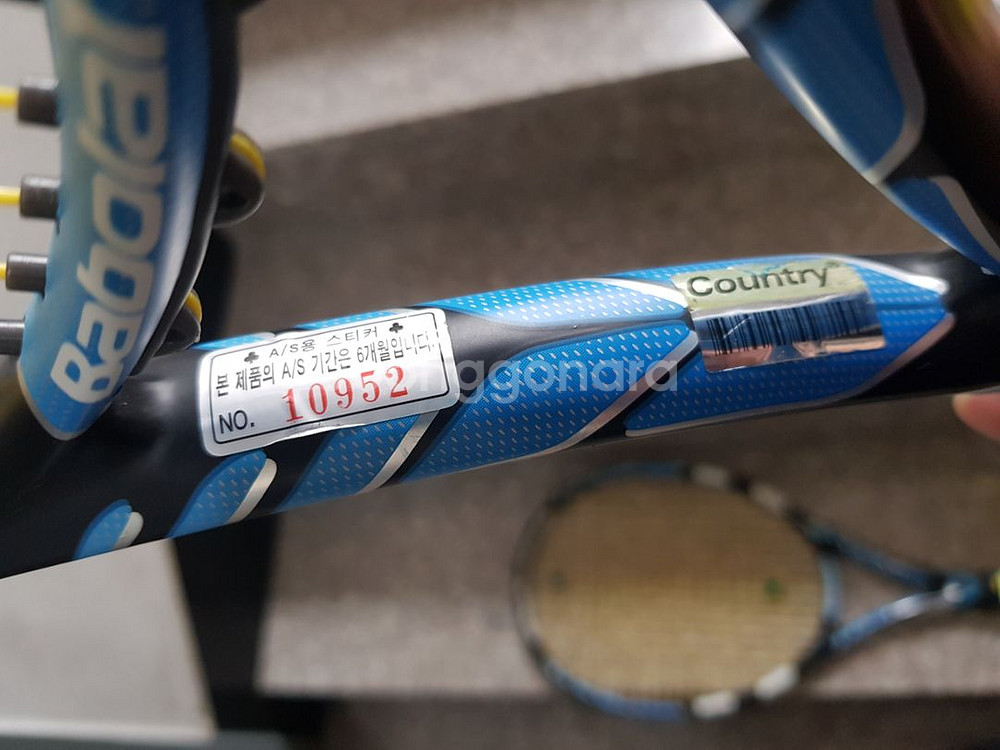 Babolat
♣ A/S용 스티커 ♣
본 제품의 A/S 기간은 6개월입니다.
NO. 10952
Country
onggonara